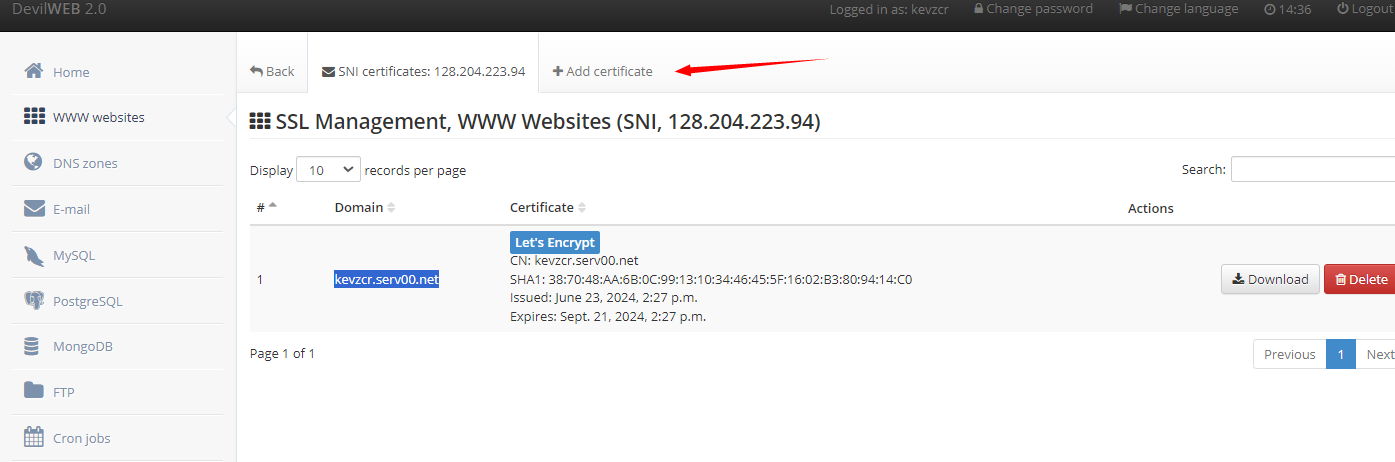 DevilWEB 2.0
Logged in as: kevzcr
Change password
Change language
14:36
Logout
Home
WWW websites
DNS zones
E-mail
MySQL
PostgreSQL
MongoDB
FTP
Cron jobs
Back
SNI certificates: 128.204.223.94
Add certificate
SSL Management, WWW Websites (SNI, 128.204.223.94)
Display 10 records per page
Search:
# Domain Certificate Actions
1
kevzcr.serv00.net
Let's Encrypt
CN: kevzcr.serv00.net
SHA1: 38:70:48:AA:6B:0C:99:13:10:34:46:45:5F:16:02:B3:80:94:14:C0
Issued: June 23, 2024, 2:27 p.m.
Expires: Sept. 21, 2024, 2:27 p.m.
Download
Delete
Page 1 of 1
Previous 1 Next